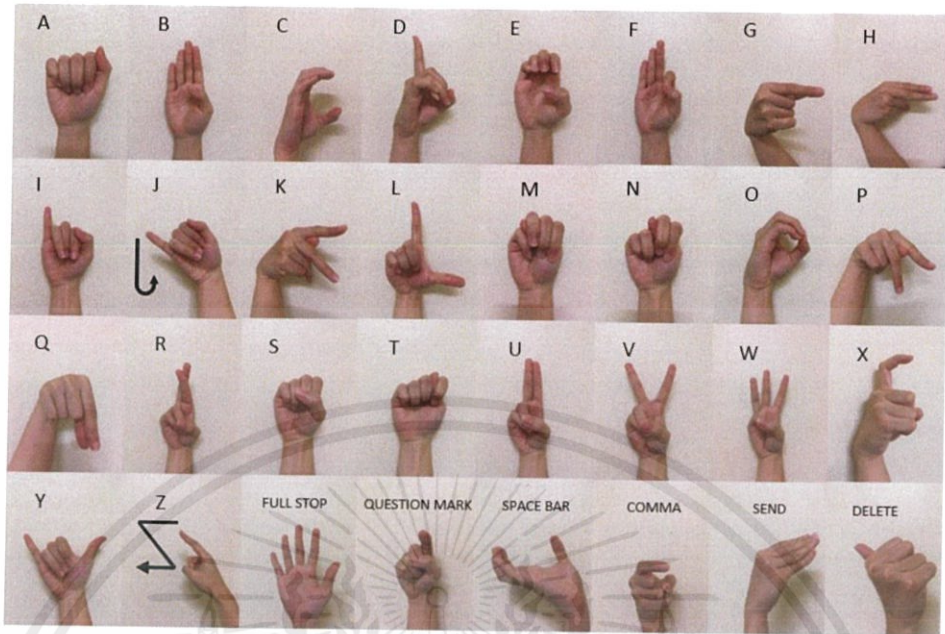 A B C D E F G H
I J K L M N O P
Q R S T U V W X
Y Z FULL STOP QUESTION MARK SPACE BAR COMMA SEND DELETE